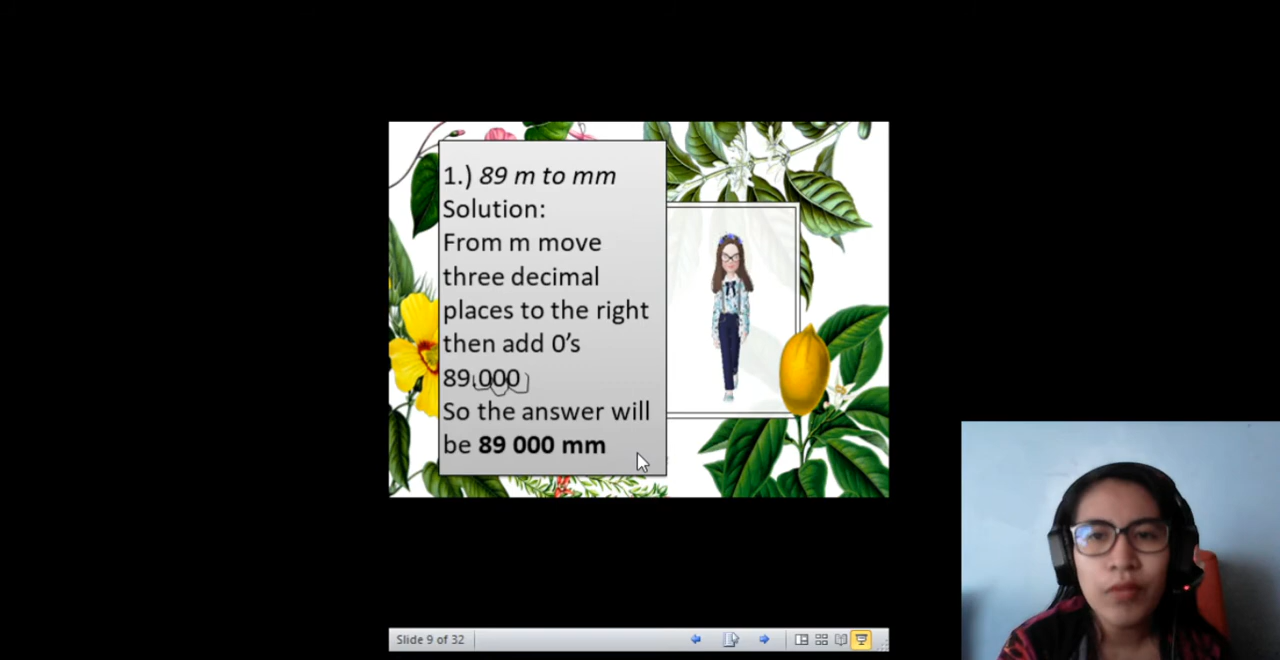 1.) 89 m to mm
Solution:
From m move
three decimal
places to the right
then add 0’s
89.000
So the answer will
be 89 000 mm
Slide 9 of 32